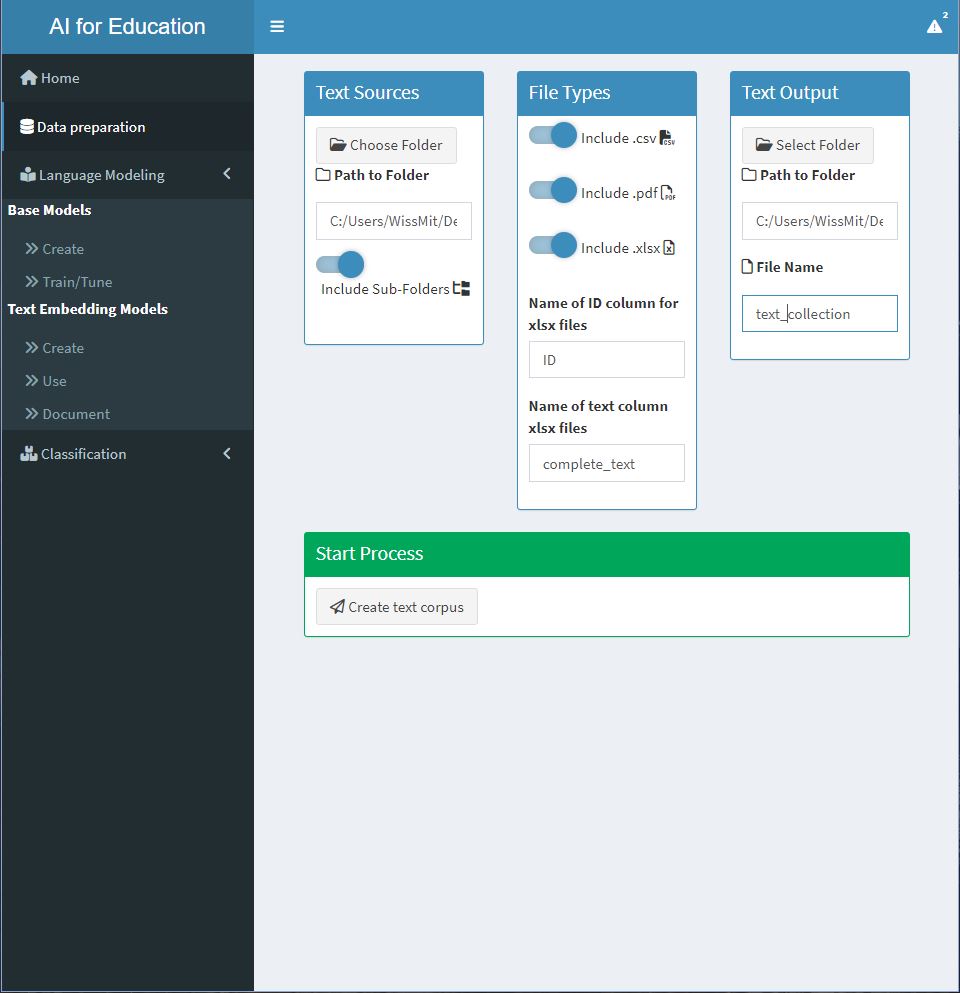 AI for Education
2
Home
Data preparation
Language Modeling
Base Models
Create
Train/Tune
Text Embedding Models
Create
Use
Document
Classification
Text Sources
Choose Folder
Path to Folder
C:/Users/WissMit/De
Include Sub-Folders
File Types
Include .csv
CSV
Include .pdf
PDF
Include .xlsx
Name of ID column for
xlsx files
ID
Name of text column
xlsx files
complete_text
Text Output
Select Folder
Path to Folder
C:/Users/WissMit/De
File Name
text_collection
Start Process
Create text corpus